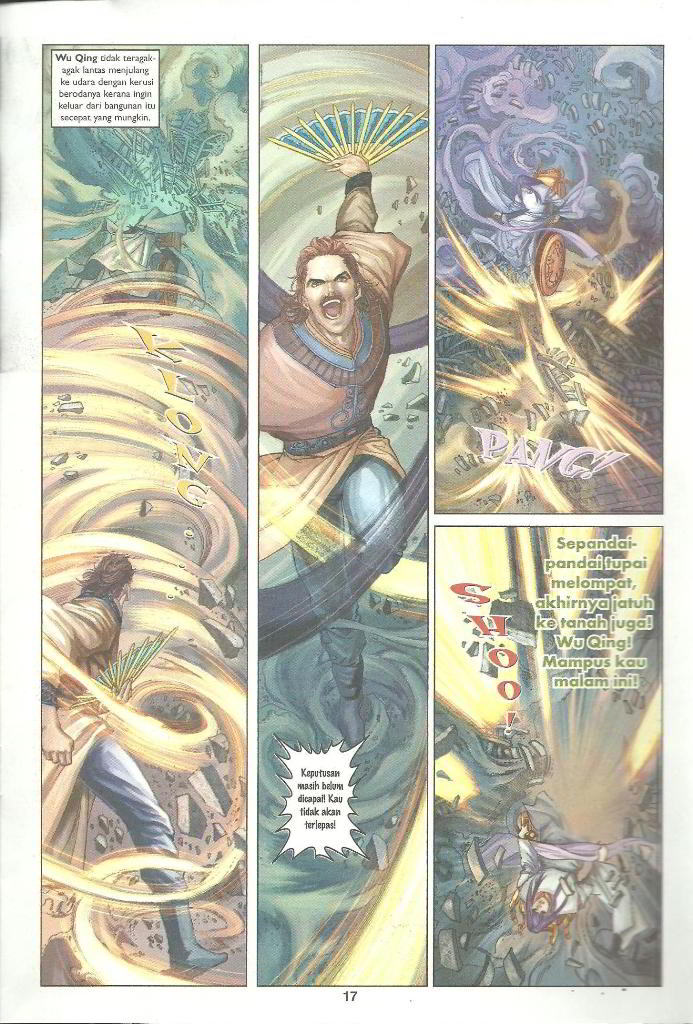 Wu Qing tidak teragak-
agak lantas menjulang
ke udara dengan kerusi
berodanya kerana ingin
keluar dari bangunan itu
secepat yang mungkin.
KLONG
Keputusan
masih belum
dicapai! Kau
tidak akan
terlepas!
PANG!
SHOO!
Sepandai-
pandai tupai
melompat,
akhirnya jatuh
ke tanah juga!
Wu Qing!
Mampus kau
malam ini!
17